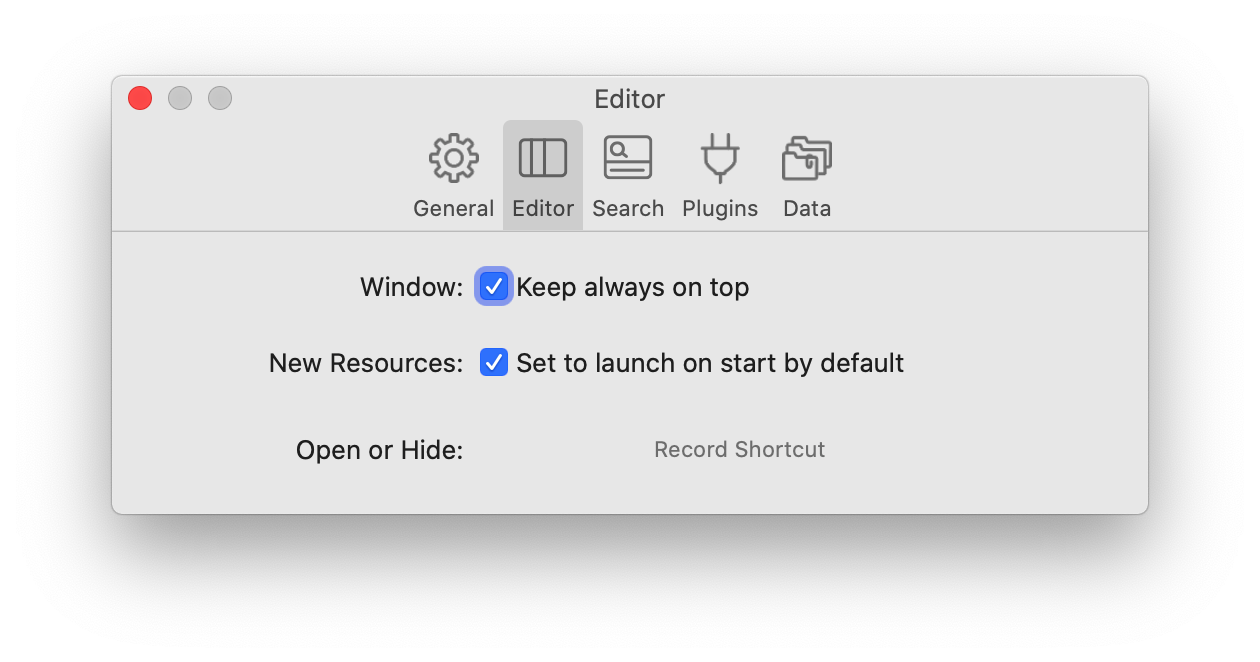 Editor
General Editor Search Plugins Data
Window: Keep always on top
New Resources: Set to launch on start by default
Open or Hide: Record Shortcut